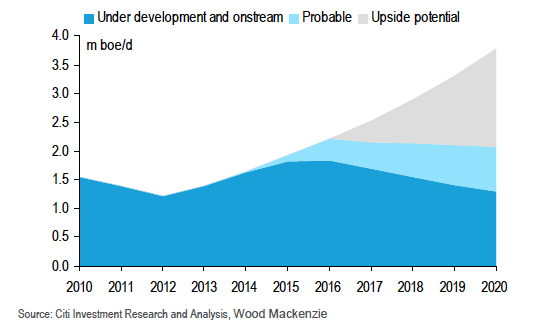 Under development and onstream Probable Upside potential
4.0
m boe/d
3.5
3.0
2.5
2.0
1.5
1.0
0.5
0.0
2010 2011 2012 2013 2014 2015 2016 2017 2018 2019 2020
Source: Citi Investment Research and Analysis, Wood Mackenzie